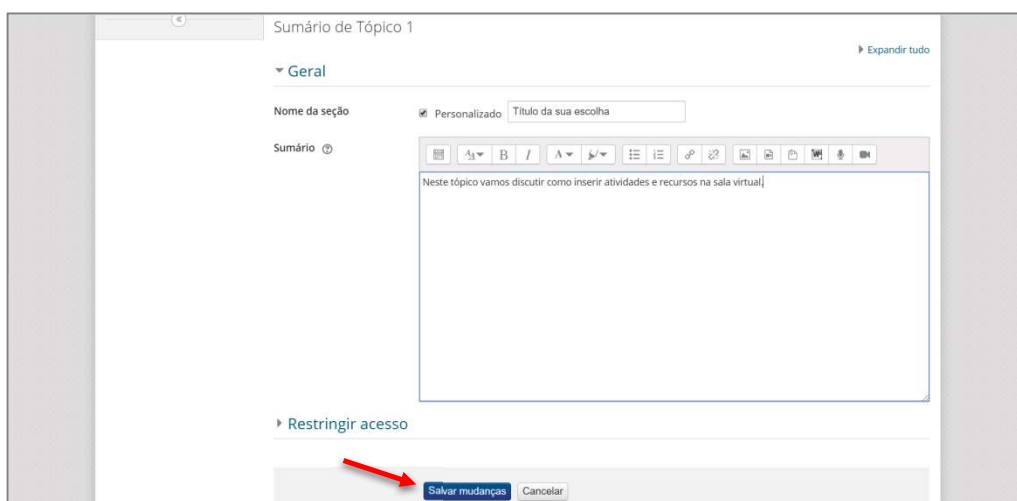 Sumário de Tópico 1
Expandir tudo
Geral
Nome da seção
Personalizado
Título da sua escolha
Sumário
Neste tópico vamos discutir como inserir atividades e recursos na sala virtual.
Restringir acesso
Salvar mudanças Cancelar